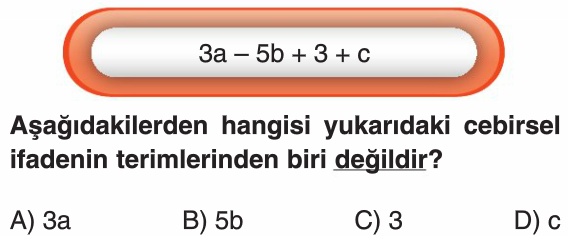 3a – 5b + 3 + c
Aşağıdakilerden hangisi yukarıdaki cebirsel
ifadenin terimlerinden biri değildir?
A) 3a B) 5b C) 3 D) c